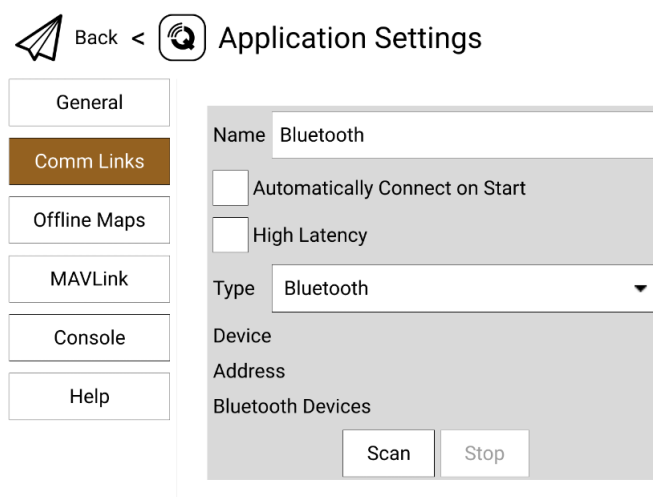 Back < Application Settings
General
Comm Links
Offline Maps
MAVLink
Console
Help
Name Bluetooth
Automatically Connect on Start
High Latency
Type Bluetooth
Device
Address
Bluetooth Devices
Scan Stop